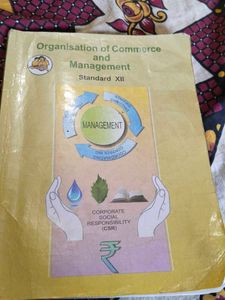 Organisation of Commerce
and
Management
Standard XII
MANAGEMENT
CORPORATE
SOCIAL
RESPONSIBILITY
(CSR)